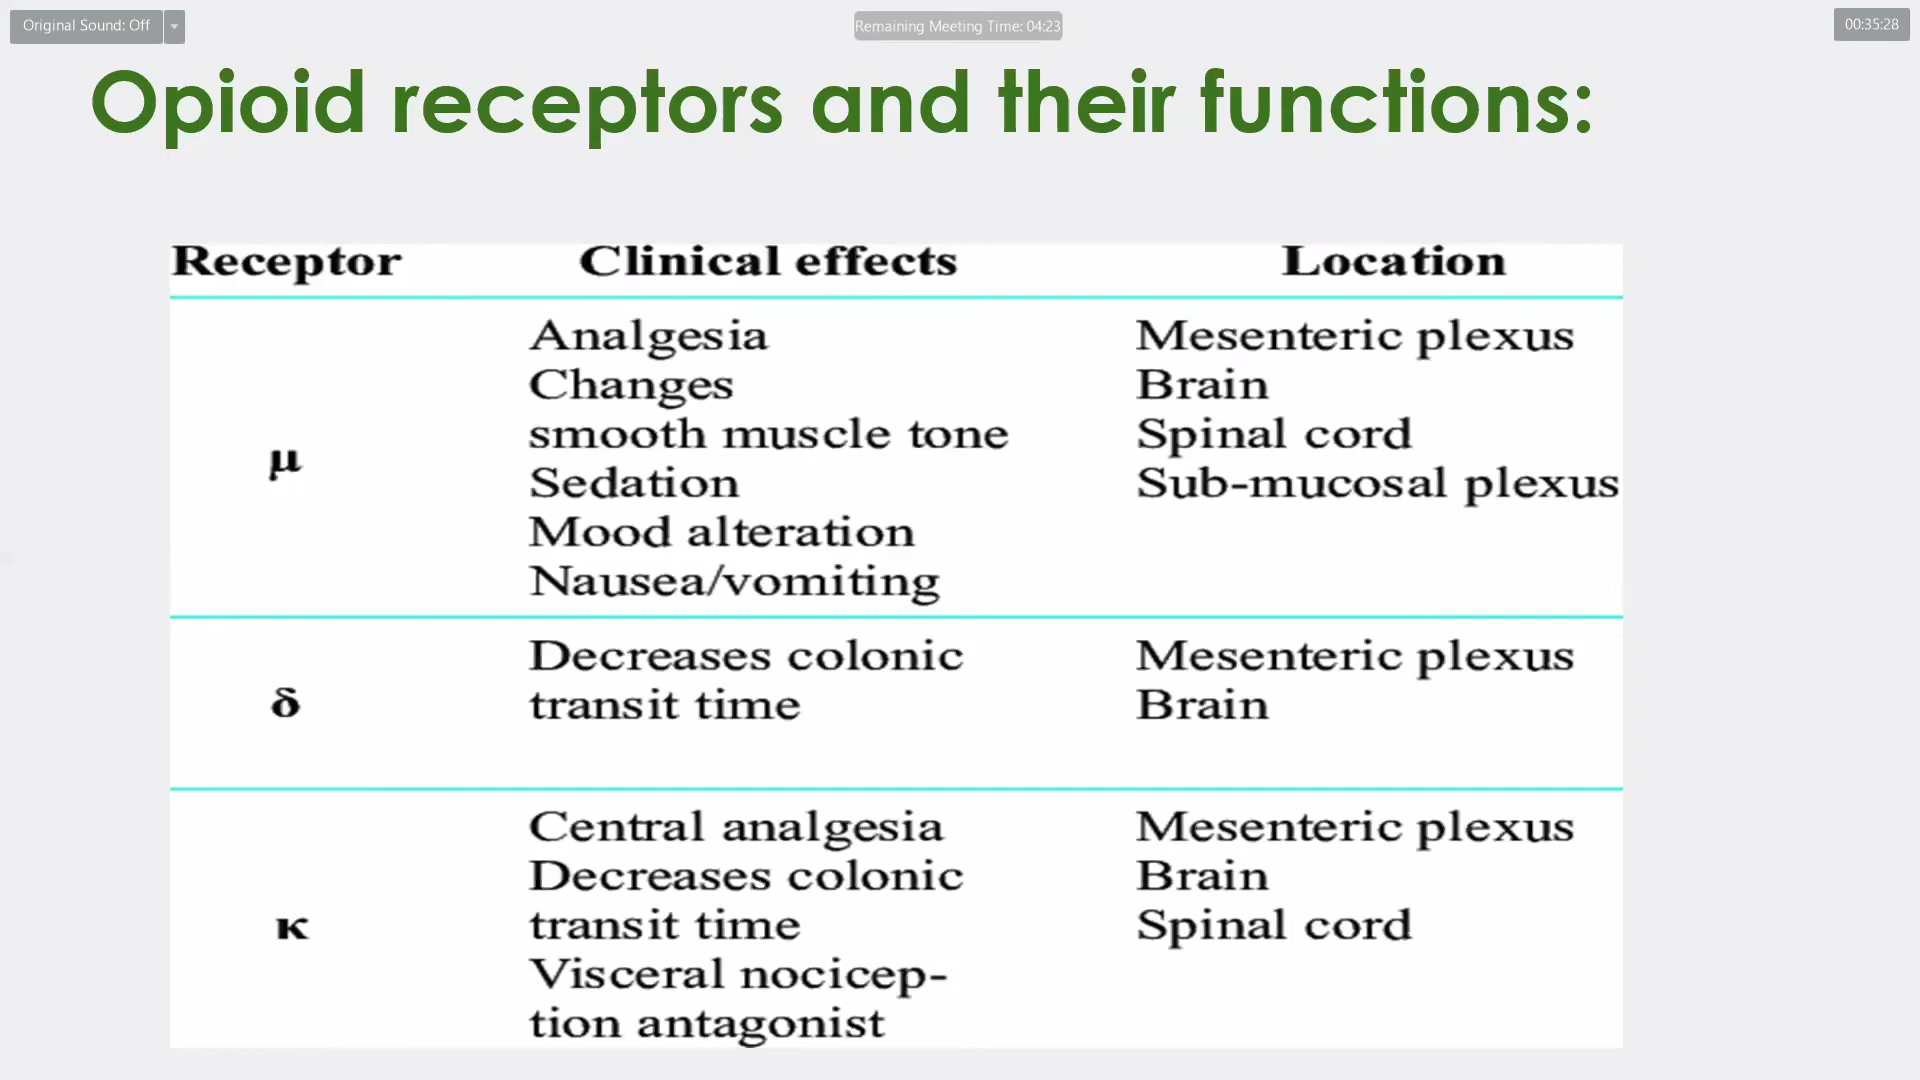 Original Sound: Off
Remaining Meeting Time: 04:23
00:35:28
Opioid receptors and their functions:
Receptor Clinical effects Location
μ
Analgesia
Changes
smooth muscle tone
Sedation
Mood alteration
Nausea/vomiting
Mesenteric plexus
Brain
Spinal cord
Sub-mucosal plexus
δ
Decreases colonic
transit time
Mesenteric plexus
Brain
κ
Central analgesia
Decreases colonic
transit time
Visceral nocicep-
tion antagonist
Mesenteric plexus
Brain
Spinal cord